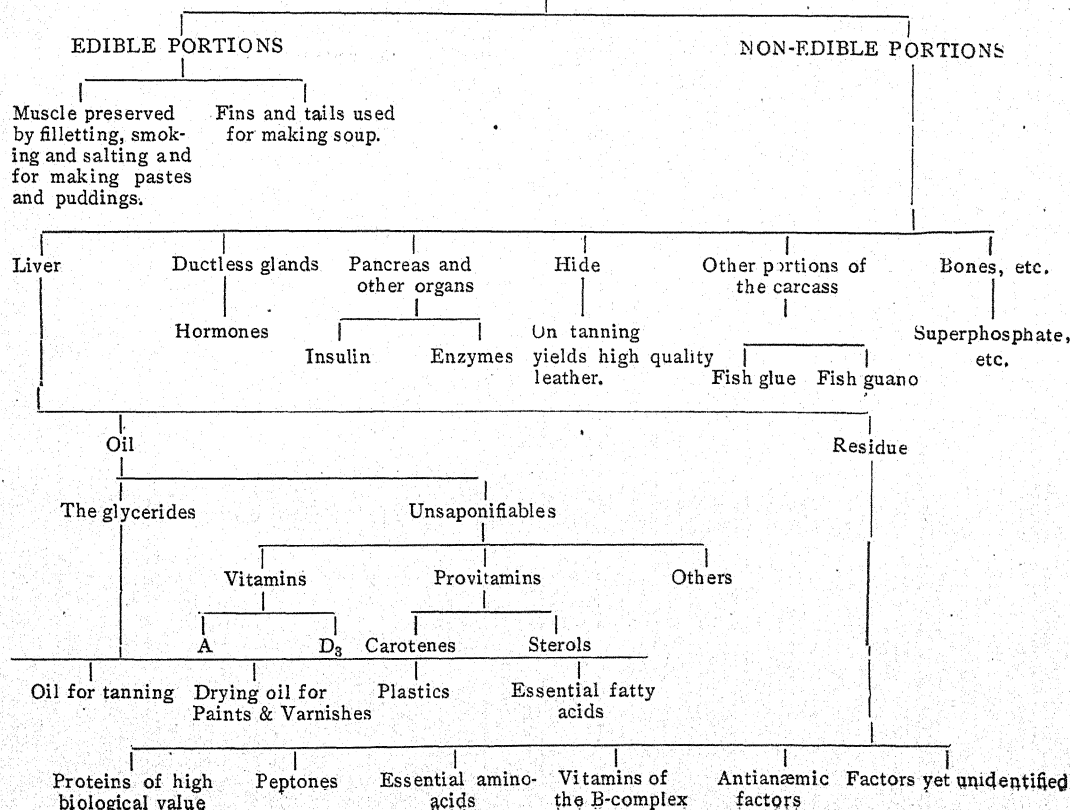 EDIBLE PORTIONS
NON-EDIBLE PORTIONS
Muscle preserved
by filletting, smok-
ing and salting and
for making pastes
and puddings.
Fins and tails used
for making soup.
Liver
Ductless glands
Pancreas and
other organs
Hide
Other portions of
the carcass
Bones, etc.
Hormones
Insulin
Enzymes
On tanning
yields high quality
leather.
Fish glue
Fish guano
Superphosphate,
etc.
Oil
Residue
The glycerides
Unsaponifiables
Vitamins
Provitamins
Others
A
D₃
Carotenes
Sterols
Oil for tanning
Drying oil for
Paints & Varnishes
Plastics
Essential fatty
acids
Proteins of high
biological value
Peptones
Essential amino-
acids
Vitamins of
the B-complex
Antianæmic
factors
Factors yet unidentified